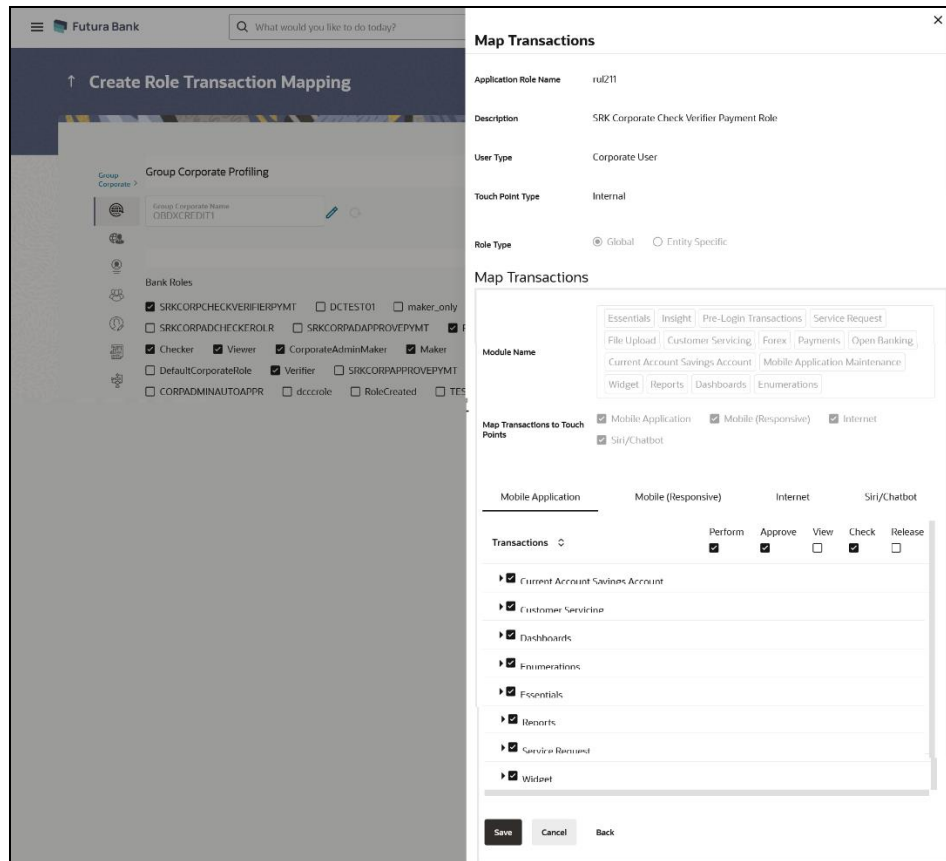 Futura Bank
What would you like to do today?
Create Role Transaction Mapping
Group Corporate >
Group Corporate Profiling
Group Corporate Name
OBDXCREDIT1
Bank Roles
SRKCORPCHECKVERIFIERPYMT DCTEST01 maker_only
SRKCORPADCHECKEROLR SRKCORPADAPPROVEPYMT
Checker Viewer CorporateAdminMaker Maker
DefaultCorporateRole Verifier SRKCORPAPPROVEPYMT
CORPADMINAUTOAPPR dcccrole RoleCreated TES
Map Transactions
Application Role Name rul211
Description SRK Corporate Check Verifier Payment Role
User Type Corporate User
Touch Point Type Internal
Role Type Global Entity Specific
Map Transactions
Module Name
Essentials Insight Pre-Login Transactions Service Request
File Upload Customer Servicing Forex Payments Open Banking
Current Account Savings Account Mobile Application Maintenance
Widget Reports Dashboards Enumerations
Map Transactions to Touch Points
Mobile Application Mobile (Responsive) Internet
Siri/Chatbot
Mobile Application Mobile (Responsive) Internet Siri/Chatbot
Transactions Perform Approve View Check Release
Current Account Savings Account
Customer Servicing
Dashboards
Enumerations
Essentials
Reports
Service Request
Widget
Save Cancel Back